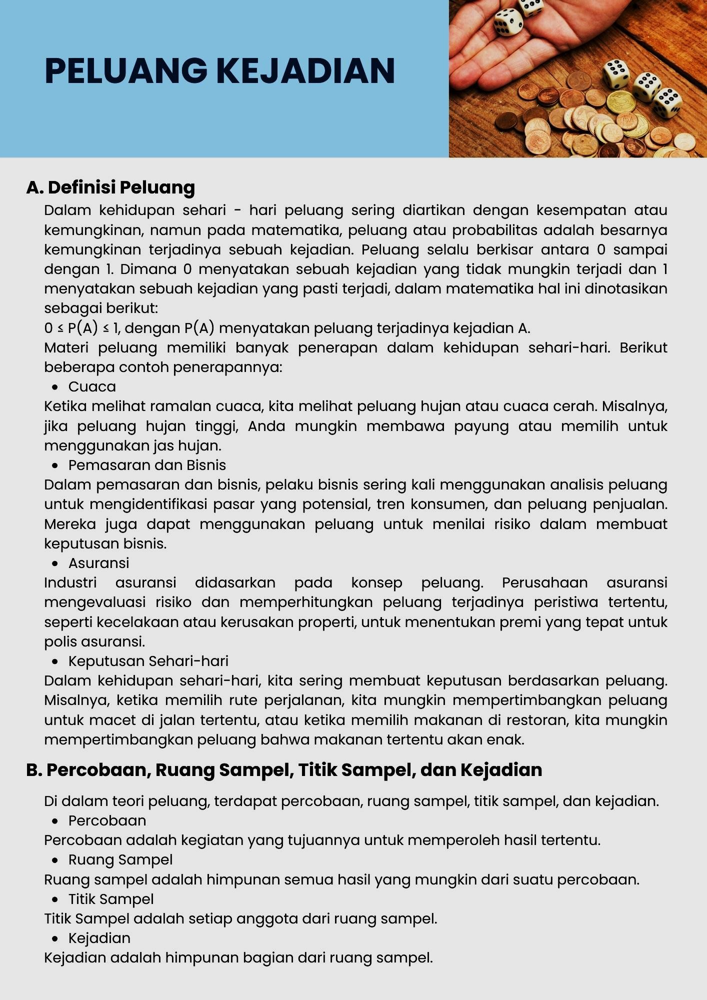 PELUANG KEJADIAN
A. Definisi Peluang
Dalam kehidupan sehari - hari peluang sering diartikan dengan kesempatan atau
kemungkinan, namun pada matematika, peluang atau probabilitas adalah besarnya
kemungkinan terjadinya sebuah kejadian. Peluang selalu berkisar antara 0 sampai
dengan 1. Dimana 0 menyatakan sebuah kejadian yang tidak mungkin terjadi dan 1
menyatakan sebuah kejadian yang pasti terjadi, dalam matematika hal ini dinotasikan
sebagai berikut:
0 ≤ P(A) ≤ 1, dengan P(A) menyatakan peluang terjadinya kejadian A.
Materi peluang memiliki banyak penerapan dalam kehidupan sehari-hari. Berikut
beberapa contoh penerapannya:
• Cuaca
Ketika melihat ramalan cuaca, kita melihat peluang hujan atau cuaca cerah. Misalnya,
jika peluang hujan tinggi, Anda mungkin membawa payung atau memilih untuk
menggunakan jas hujan.
• Pemasaran dan Bisnis
Dalam pemasaran dan bisnis, pelaku bisnis sering kali menggunakan analisis peluang
untuk mengidentifikasi pasar yang potensial, tren konsumen, dan peluang penjualan.
Mereka juga dapat menggunakan peluang untuk menilai risiko dalam membuat
keputusan bisnis.
• Asuransi
Industri asuransi didasarkan pada konsep peluang. Perusahaan asuransi
mengevaluasi risiko dan memperhitungkan peluang terjadinya peristiwa tertentu,
seperti kecelakaan atau kerusakan properti, untuk menentukan premi yang tepat untuk
polis asuransi.
• Keputusan Sehari-hari
Dalam kehidupan sehari-hari, kita sering membuat keputusan berdasarkan peluang.
Misalnya, ketika memilih rute perjalanan, kita mungkin mempertimbangkan peluang
untuk macet di jalan tertentu, atau ketika memilih makanan di restoran, kita mungkin
mempertimbangkan peluang bahwa makanan tertentu akan enak.
B. Percobaan, Ruang Sampel, Titik Sampel, dan Kejadian
Di dalam teori peluang, terdapat percobaan, ruang sampel, titik sampel, dan kejadian.
• Percobaan
Percobaan adalah kegiatan yang tujuannya untuk memperoleh hasil tertentu.
• Ruang Sampel
Ruang sampel adalah himpunan semua hasil yang mungkin dari suatu percobaan.
• Titik Sampel
Titik Sampel adalah setiap anggota dari ruang sampel.
• Kejadian
Kejadian adalah himpunan bagian dari ruang sampel.